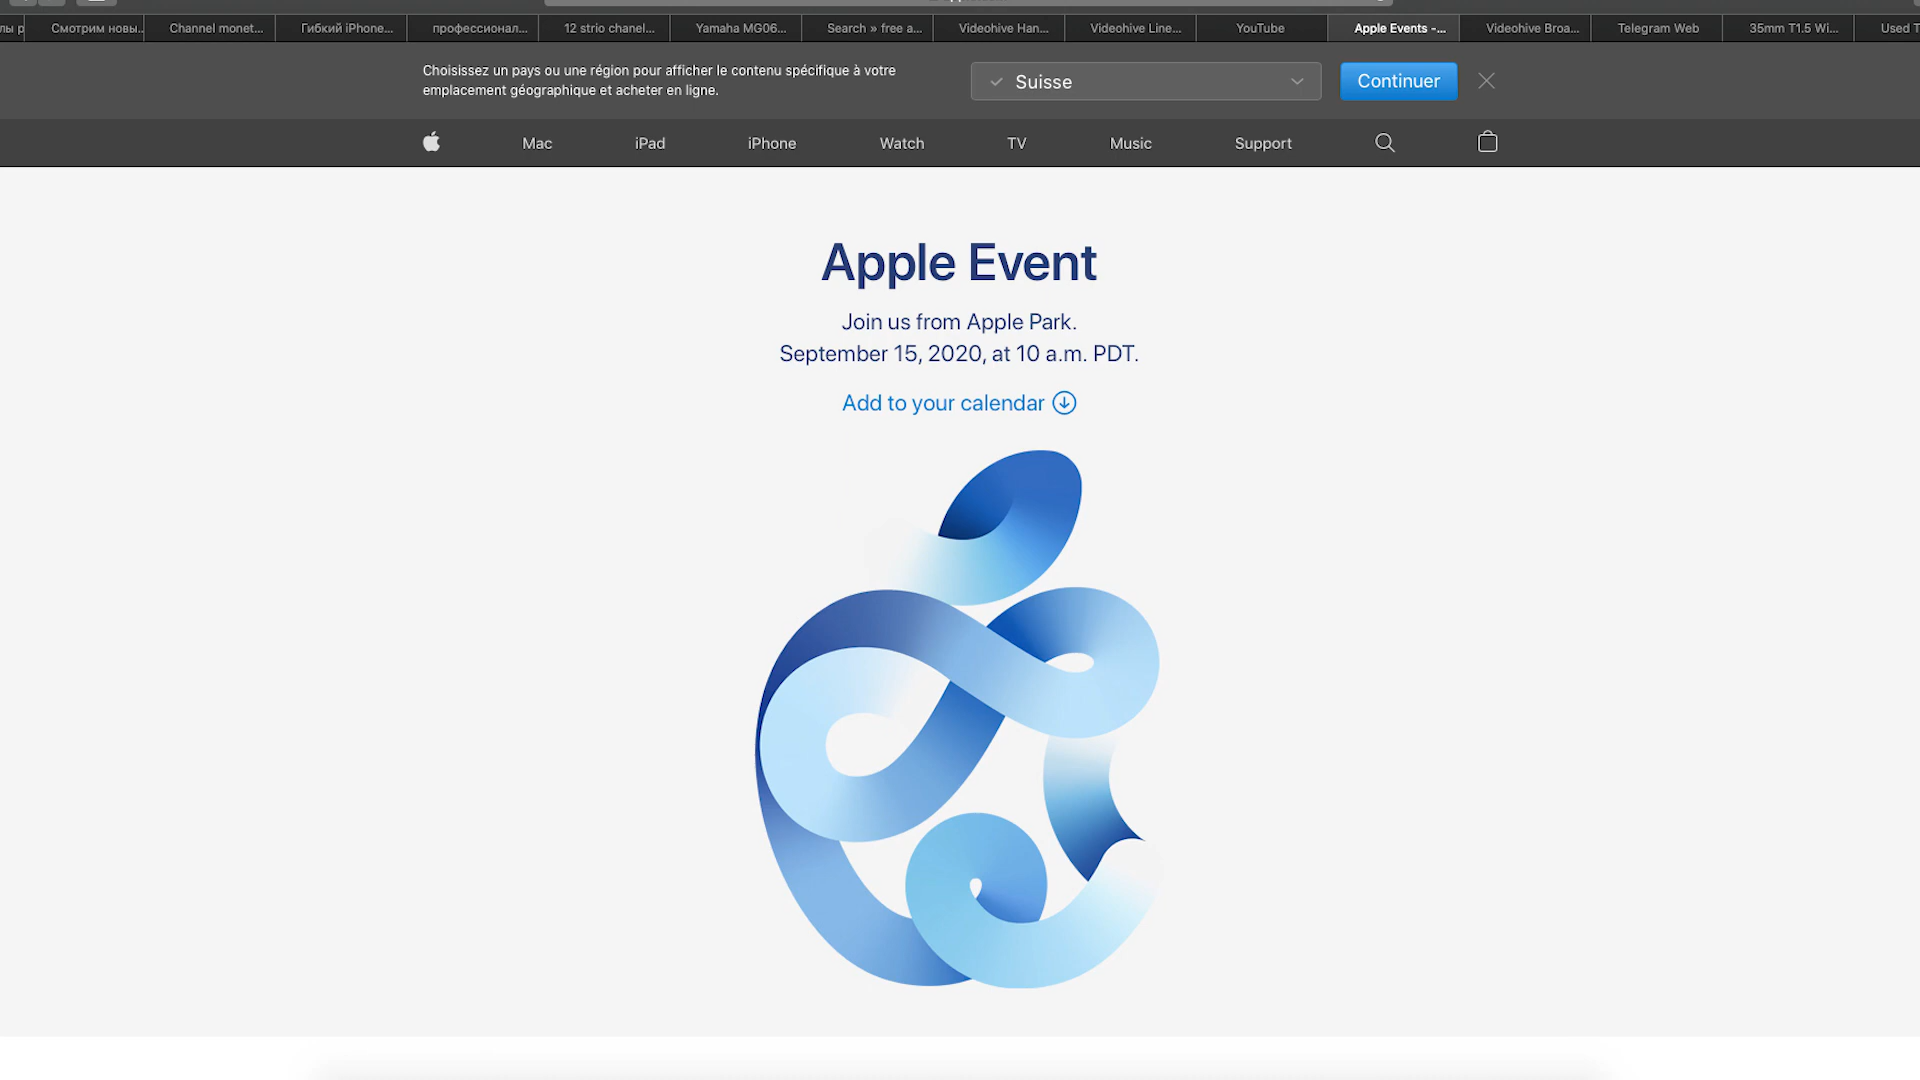 Смотрим новы..
Channel monet...
Гибкий iPhone...
профессионал...
12 strio chanel...
Yamaha MG06...
Search » free a...
Videohive Han...
Videohive Line...
YouTube
Apple Events -...
Videohive Broa...
Telegram Web
35mm T1.5 Wi...
Used T
Choisissez un pays ou une région pour afficher le contenu spécifique à votre
emplacement géographique et acheter en ligne.
Suisse
Continuer
Mac
iPad
iPhone
Watch
TV
Music
Support
Apple Event
Join us from Apple Park.
September 15, 2020, at 10 a.m. PDT.
Add to your calendar